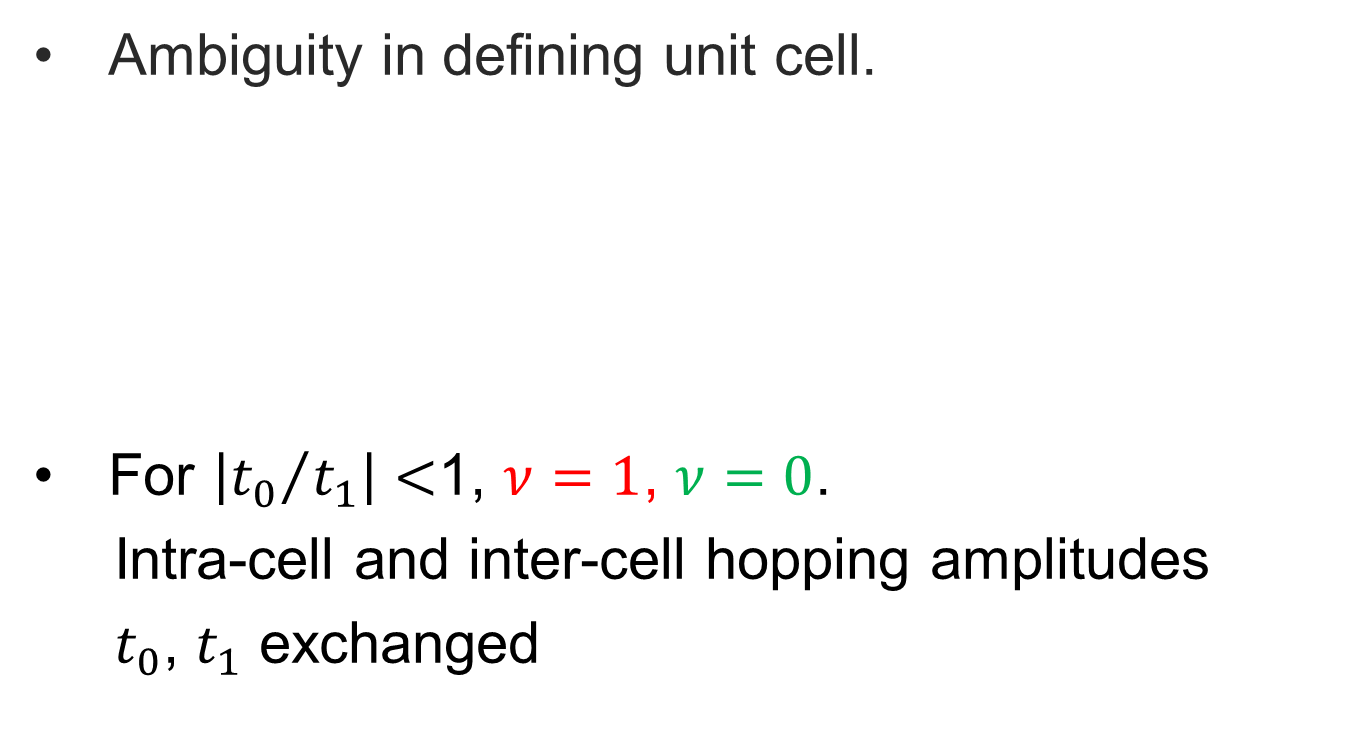 • Ambiguity in defining unit cell.
• For |t₀/t₁| <1, ν = 1, ν = 0.
Intra-cell and inter-cell hopping amplitudes
t₀, t₁ exchanged